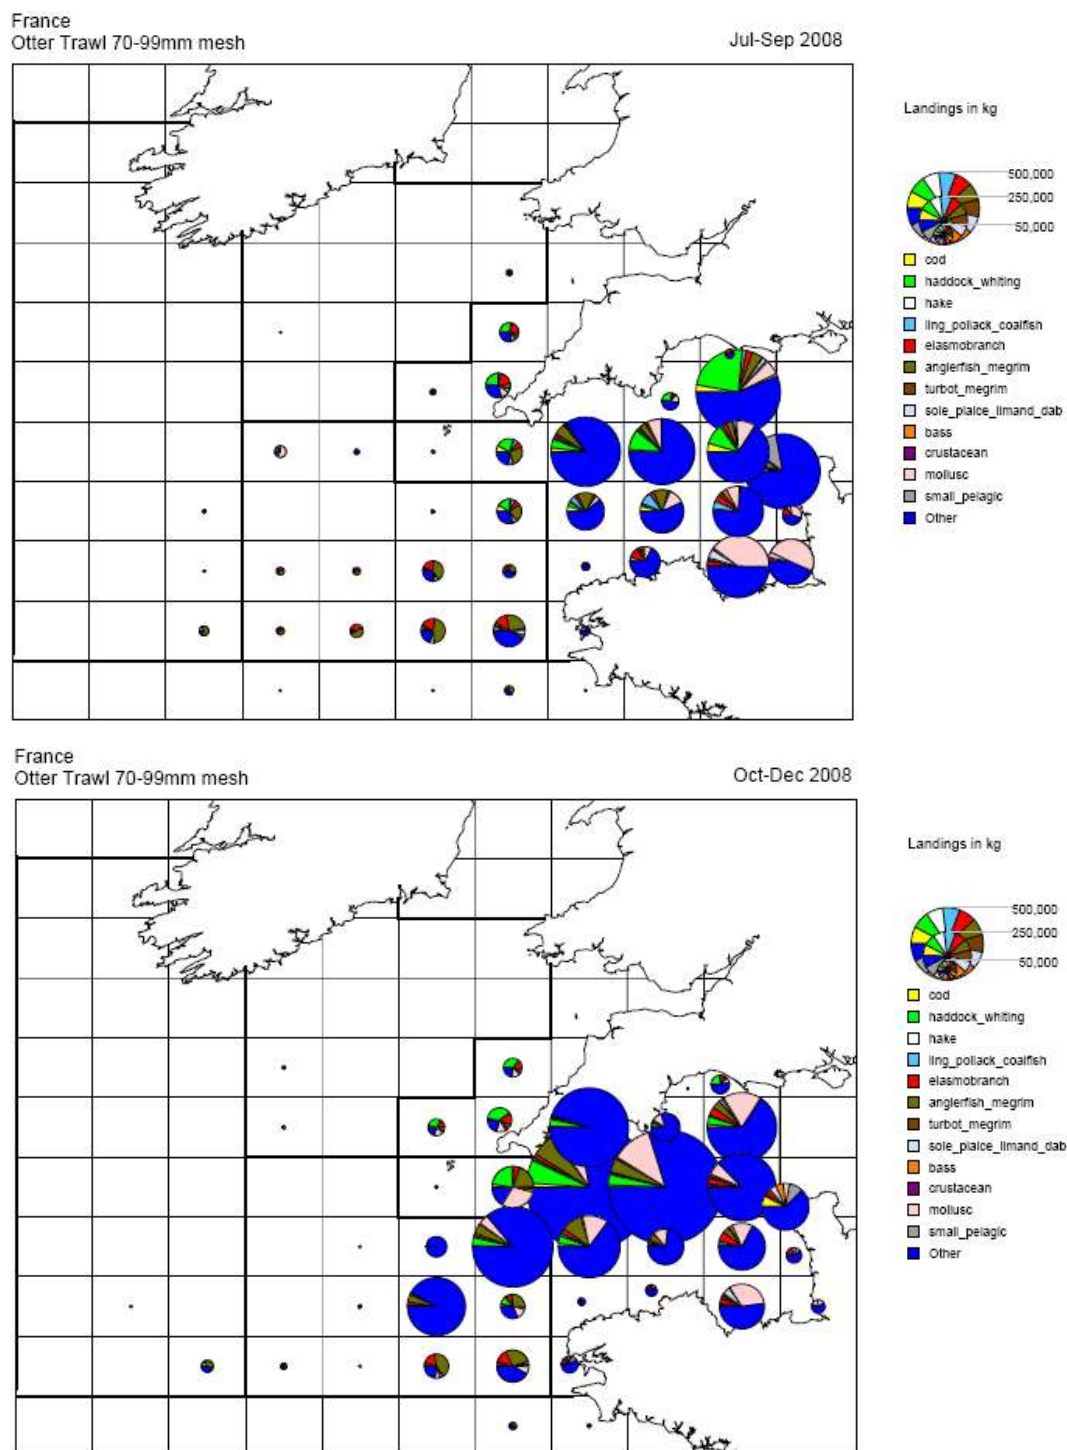 France
Otter Trawl 70-99mm mesh
Jul-Sep 2008
Landings in kg
500,000
250,000
50,000
cod
haddock_whiting
hake
ling_pollack_coalfish
elasmobranch
anglerfish_megrim
turbot_megrim
sole_plaice_limand_dab
bass
crustacean
mollusc
small_pelagic
Other
France
Otter Trawl 70-99mm mesh
Oct-Dec 2008
Landings in kg
500,000
250,000
50,000
cod
haddock_whiting
hake
ling_pollack_coalfish
elasmobranch
anglerfish_megrim
turbot_megrim
sole_plaice_limand_dab
bass
crustacean
mollusc
small_pelagic
Other